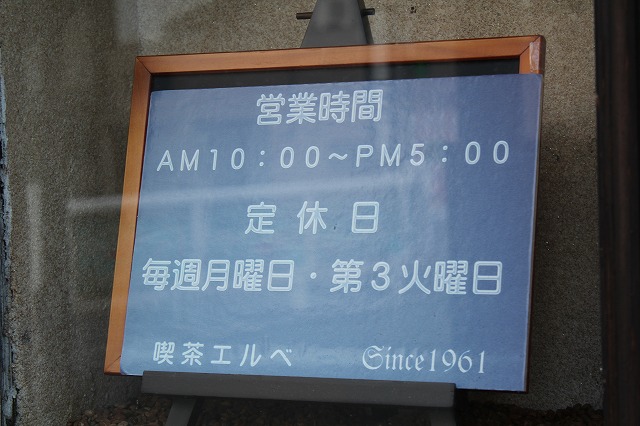 営業時間
AM10:00～PM5:00
定休日
毎週月曜日・第3火曜日
喫茶エルベ Since1961